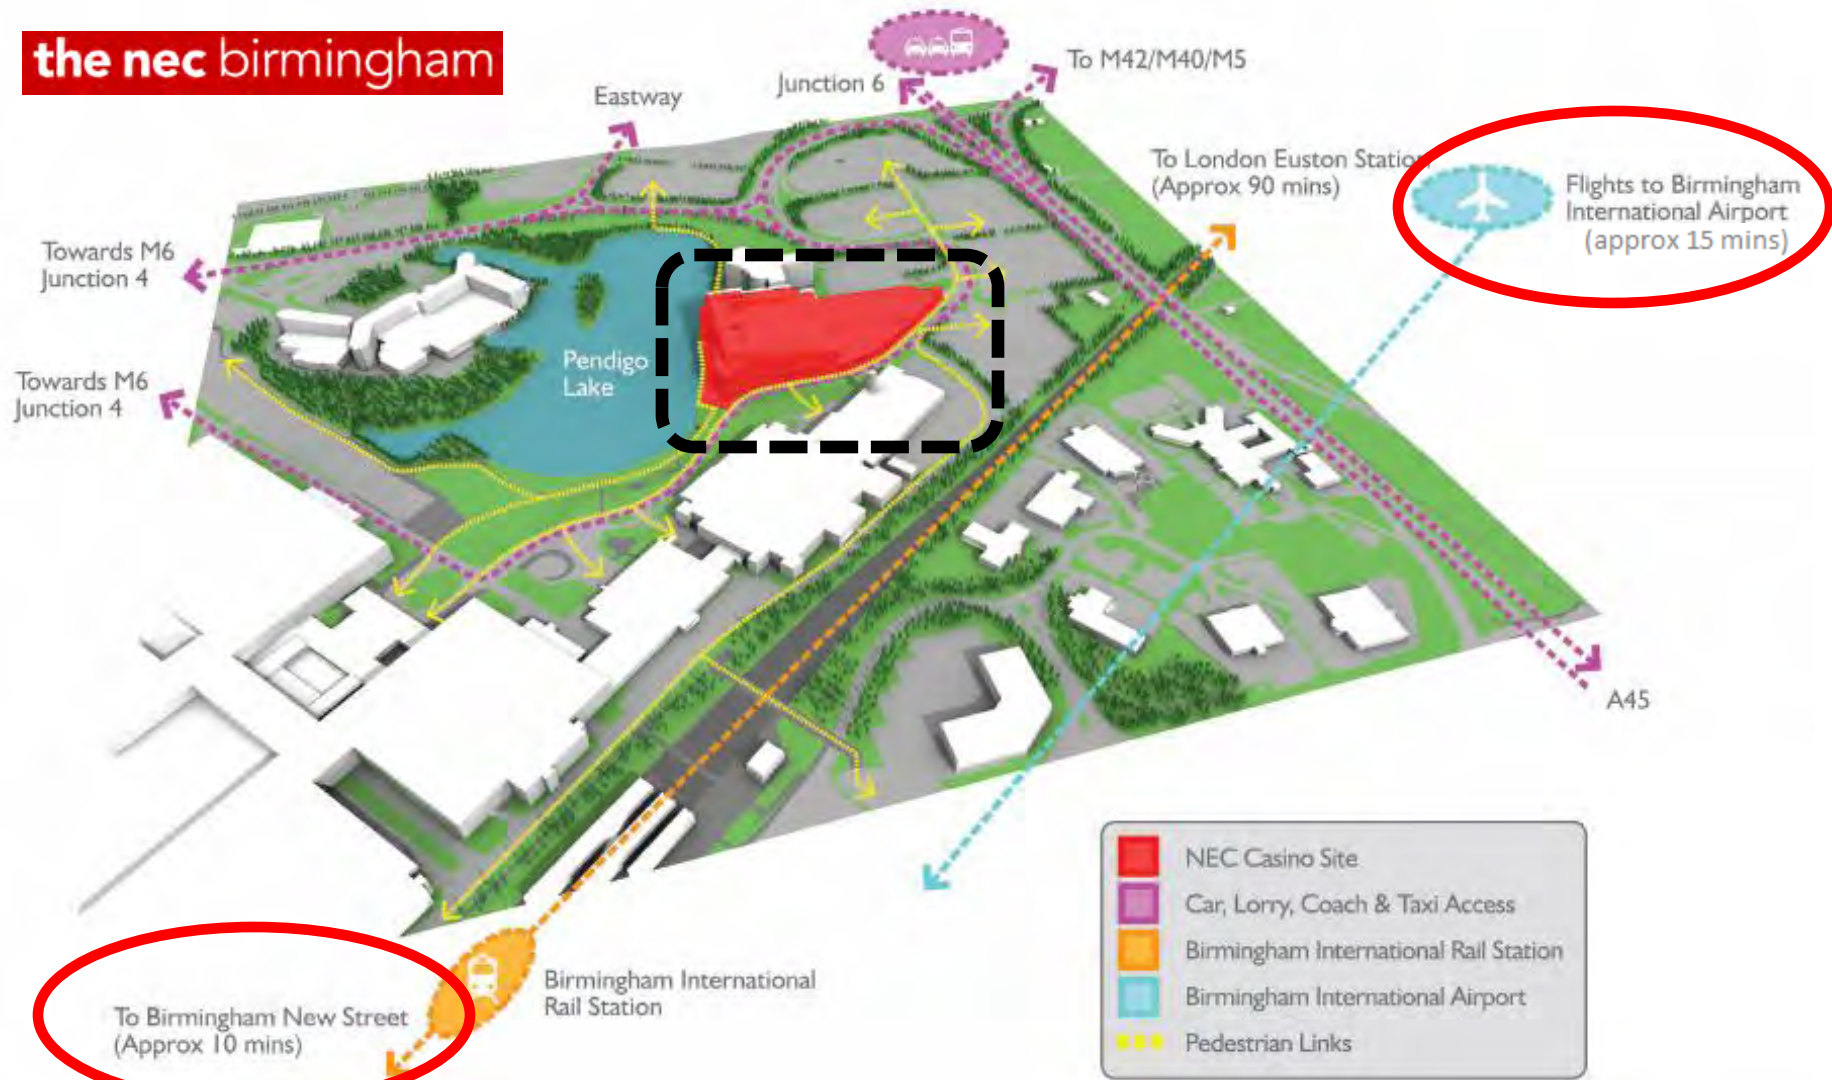 the nec birmingham
To M42/M40/M5
Junction 6
Eastway
To London Euston Station
(Approx 90 mins)
Flights to Birmingham
International Airport
(approx 15 mins)
Towards M6
Junction 4
Pendigo
Lake
Towards M6
Junction 4
A45
NEC Casino Site
Car, Lorry, Coach & Taxi Access
Birmingham International Rail Station
Birmingham International Airport
Pedestrian Links
Birmingham International
Rail Station
To Birmingham New Street
(Approx 10 mins)